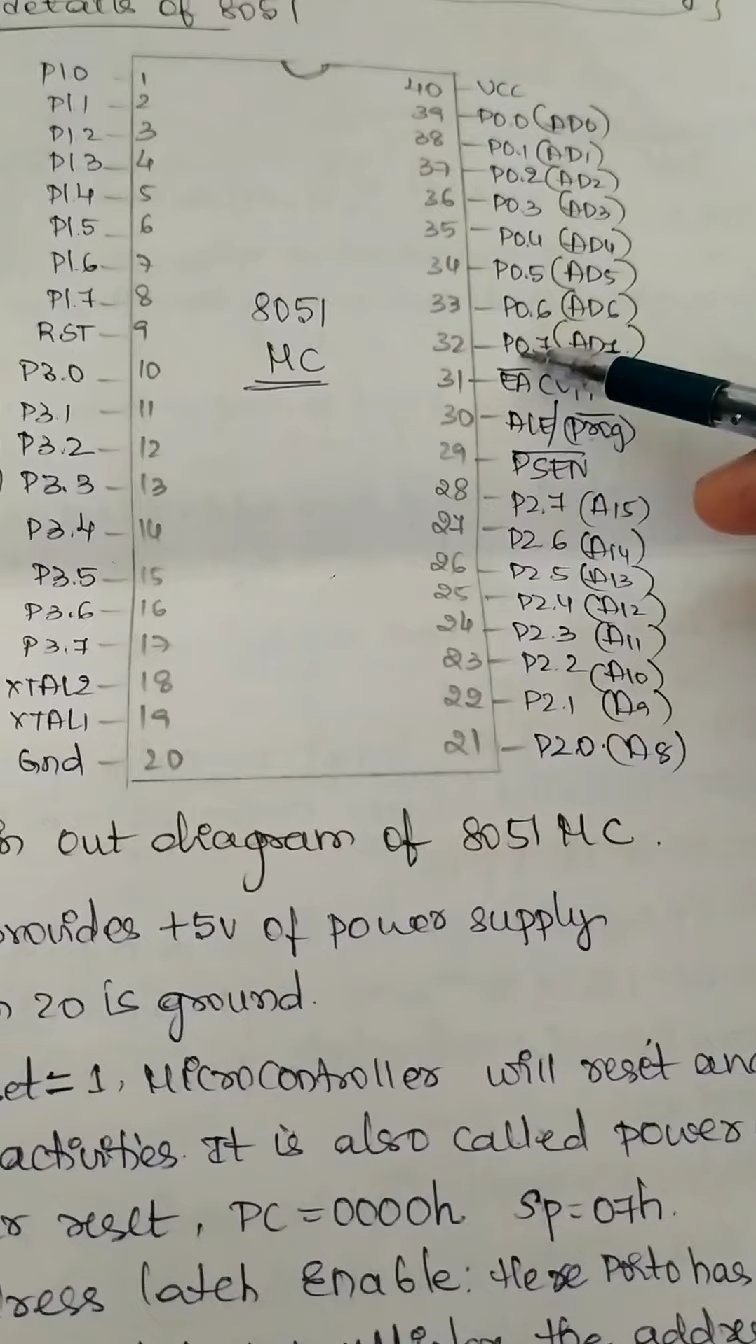 details of 8051
P1.0 1 40 VCC
P1.1 2 39 P0.0 (AD0)
P1.2 3 38 P0.1 (AD1)
P1.3 4 37 P0.2 (AD2)
P1.4 5 36 P0.3 (AD3)
P1.5 6 35 P0.4 (AD4)
P1.6 7 34 P0.5 (AD5)
P1.7 8 33 P0.6 (AD6)
RST 9 32 P0.7 (AD7)
P3.0 10 31 EA
P3.1 11 30 ALE/(Prog)
P3.2 12 29 PSEN
P3.3 13 28 P2.7 (A15)
P3.4 14 27 P2.6 (A14)
P3.5 15 26 P2.5 (A13)
P3.6 16 25 P2.4 (A12)
P3.7 17 24 P2.3 (A11)
XTAL2 18 23 P2.2 (A10)
XTAL1 19 22 P2.1 (A9)
Gnd 20 21 P2.0.(A8)
8051
MC
out diagram of 8051 MC.
provides +5v of power supply
20 is ground.
et=1, Microcontroller will reset and
activities. It is also called power
reset, PC=0000h SP=07h.
ress latch Enable: Here Porto has
the